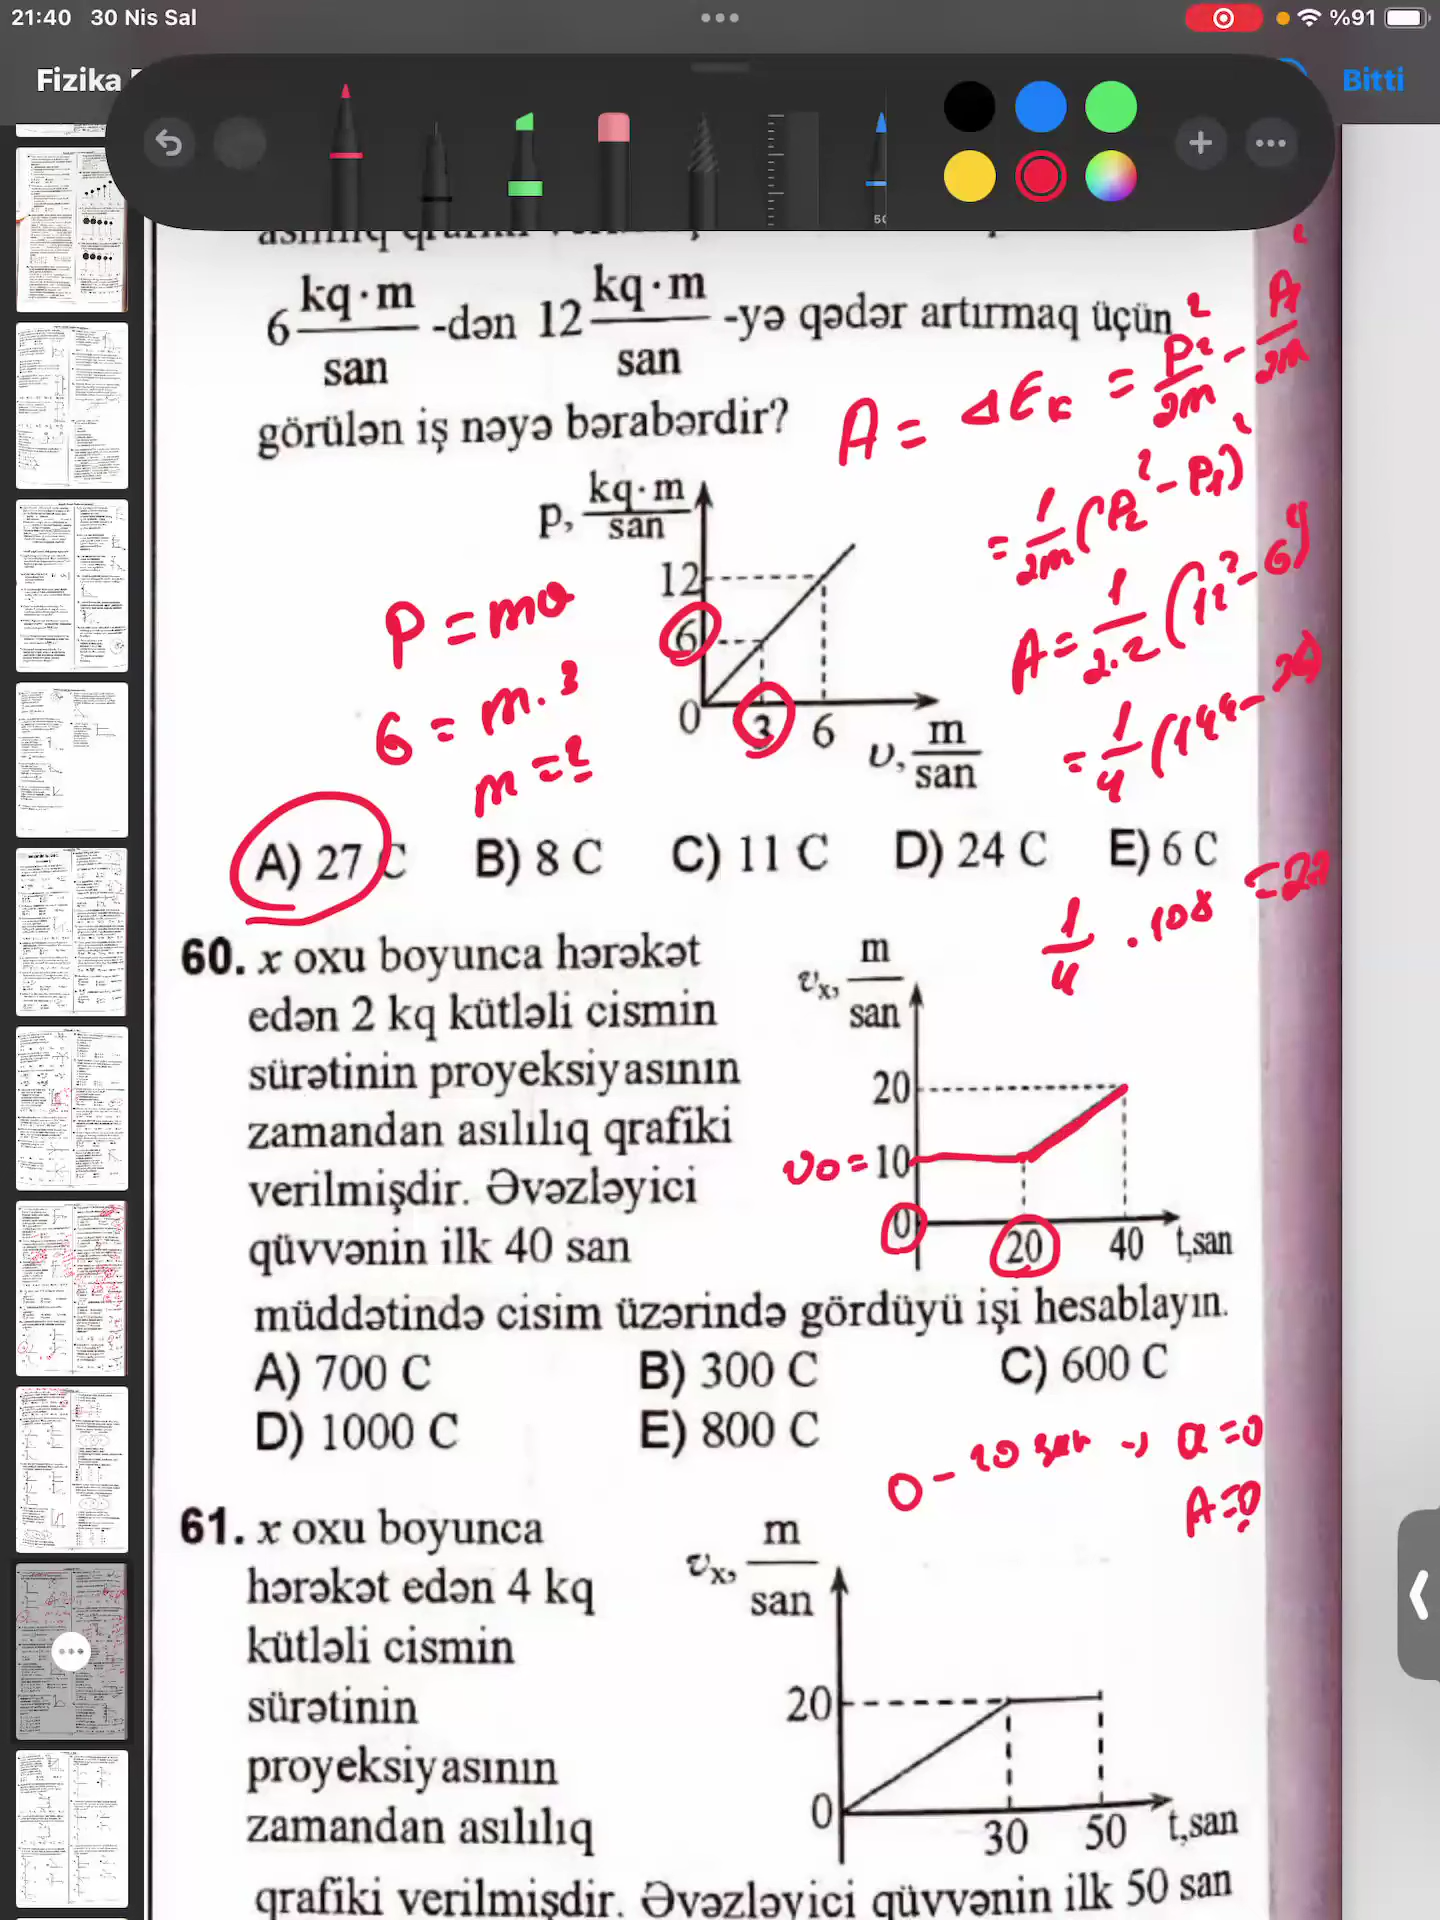 21:40 30 Nis Sal
%91
Fizika
Bitti
6 kq·m/san -dən 12 kq·m/san -yə qədər artırmaq üçün
görülən iş nəyə bərabərdir?
A = ΔEk = P2²/2m - P1²/2m
= 1/2m (P2² - P1²)
A = 1/2·2 (12² - 6²)
= 1/4 (144 - 36)
1/4 · 108 = 27
p, kq·m/san
12
6
0
3
6
υ, m/san
P = mυ
6 = m · 3
m = 2
A) 27 C B) 8 C C) 11 C D) 24 C E) 6 C
60. x oxu boyunca hərəkət
edən 2 kq kütləli cismin
sürətinin proyeksiyasının
zamandan asılılıq qrafiki
verilmişdir. Əvəzləyici
qüvvənin ilk 40 san
müddətində cisim üzərində gördüyü işi hesablayın.
υx, m/san
20
υ0 = 10
0
20
40 t,san
A) 700 C B) 300 C C) 600 C
D) 1000 C E) 800 C
0 - 20 san → a = 0
A = 0
61. x oxu boyunca
hərəkət edən 4 kq
kütləli cismin
sürətinin
proyeksiyasının
zamandan asılılıq
qrafiki verilmişdir. Əvəzləyici qüvvənin ilk 50 san
υx, m/san
20
0
30
50
t,san